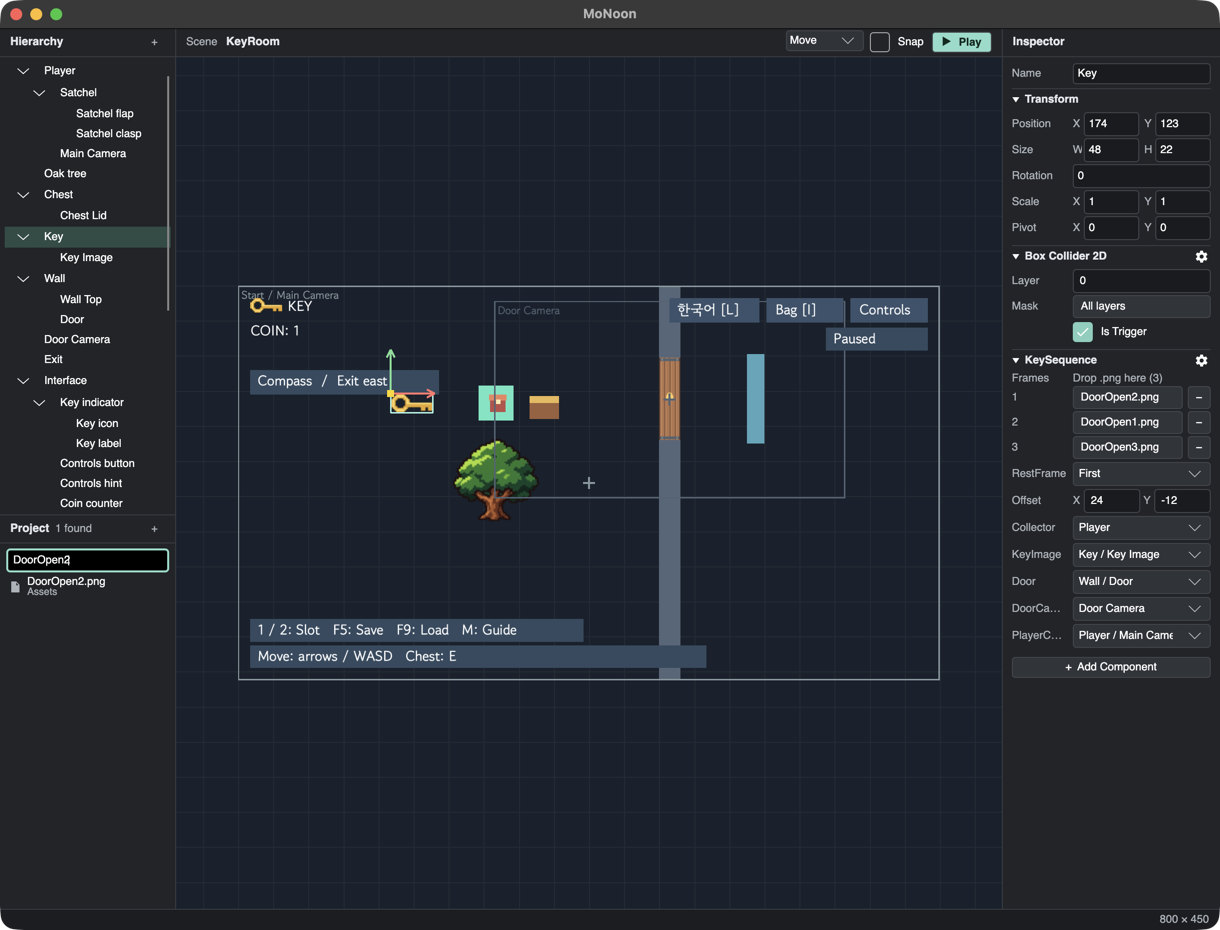 MoNoon
Hierarchy +
Player
Satchel
Satchel flap
Satchel clasp
Main Camera
Oak tree
Chest
Chest Lid
Key
Key Image
Wall
Wall Top
Door
Door Camera
Exit
Interface
Key indicator
Key icon
Key label
Controls button
Controls hint
Coin counter
Project 1 found +
DoorOpen2
DoorOpen2.png
Assets
Scene KeyRoom
Move
Snap
Play
Start / Main Camera
KEY
COIN: 1
Door Camera
한국어 [L]
Bag [I]
Controls
Paused
Compass / Exit east
1 / 2: Slot F5: Save F9: Load M: Guide
Move: arrows / WASD Chest: E
Inspector
Name Key
Transform
Position X 174 Y 123
Size W 48 H 22
Rotation 0
Scale X 1 Y 1
Pivot X 0 Y 0
Box Collider 2D
Layer 0
Mask All layers
Is Trigger
KeySequence
Frames Drop .png here (3)
1 DoorOpen2.png −
2 DoorOpen1.png −
3 DoorOpen3.png −
RestFrame First
Offset X 24 Y -12
Collector Player
KeyImage Key / Key Image
Door Wall / Door
DoorCa... Door Camera
PlayerC... Player / Main Came
+ Add Component
800 × 450